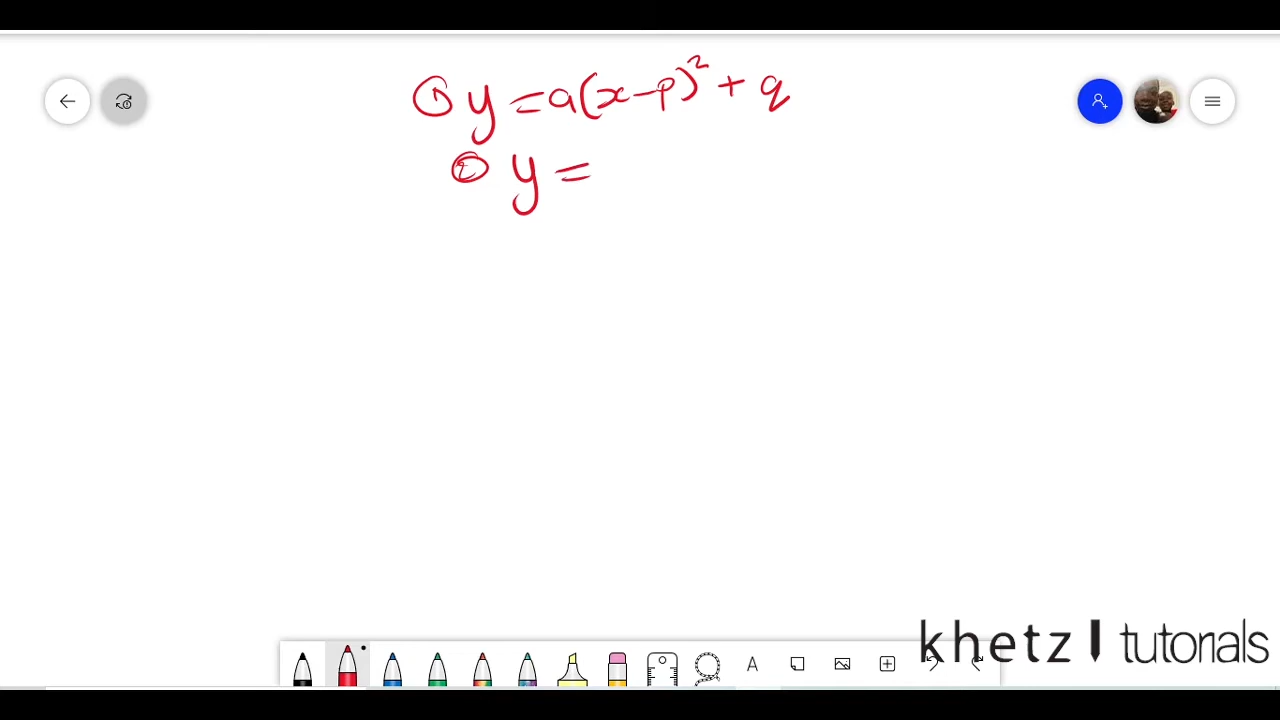 ① y = a(x-p)² + q
② y =
A
khetz tutorials